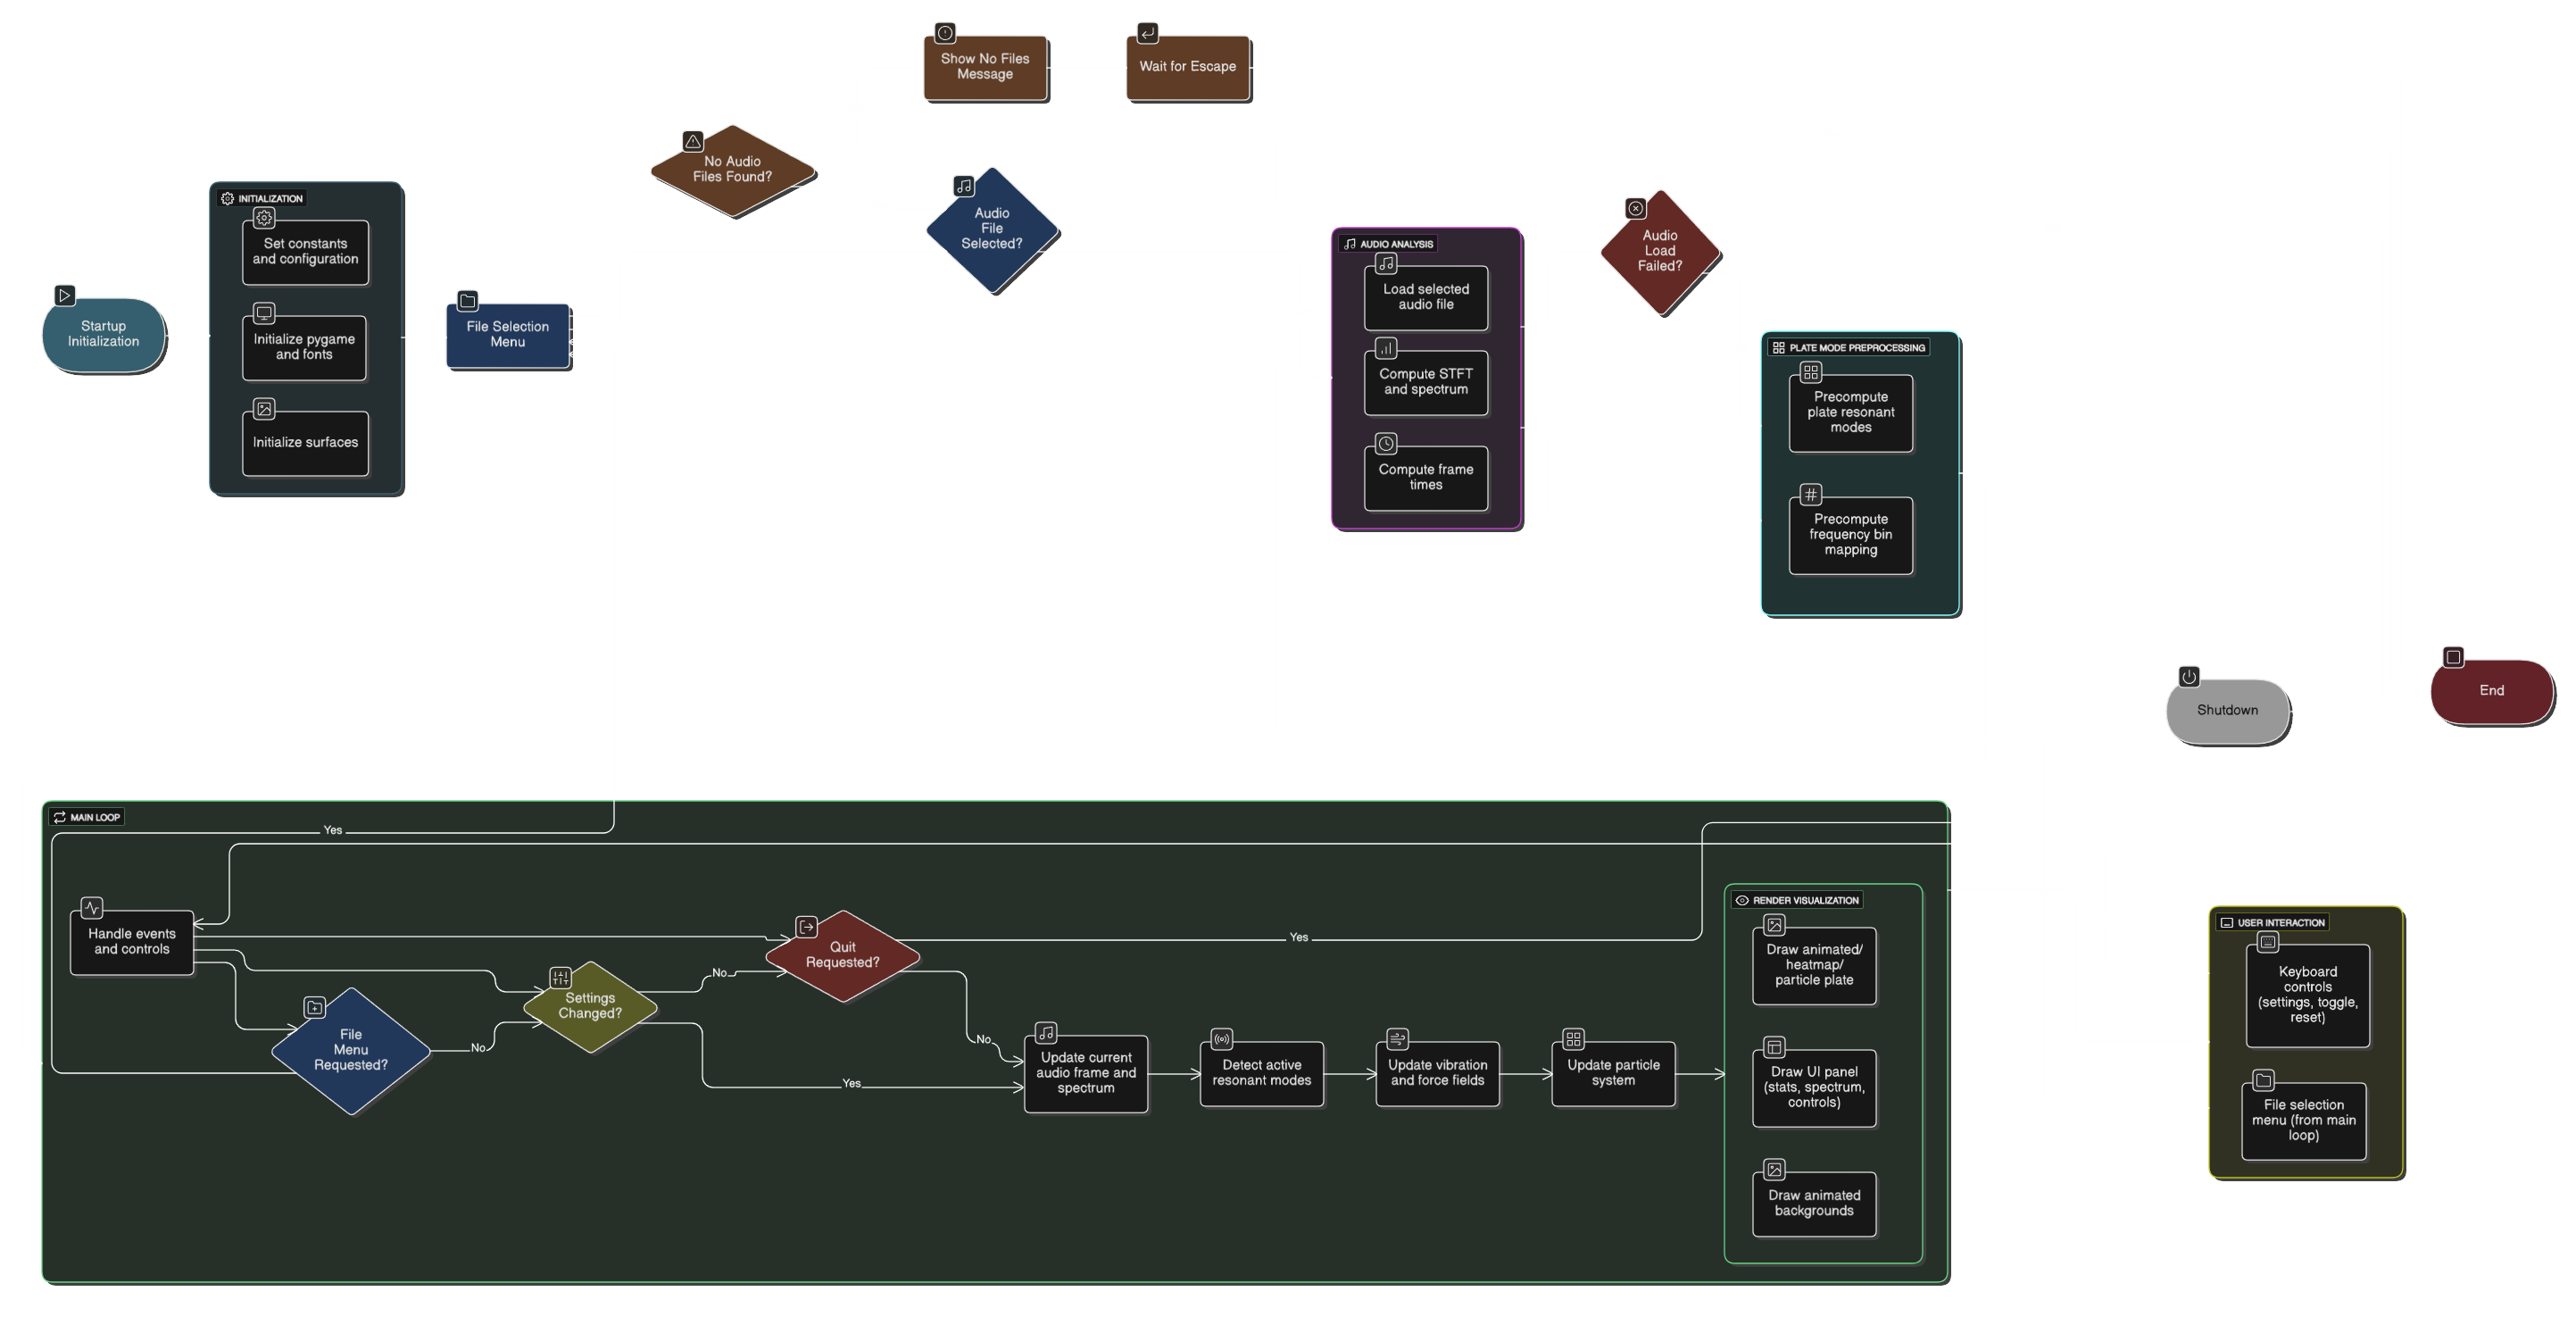 Show No Files
Message
Wait for Escape
No Audio
Files Found?
INITIALIZATION
Set constants
and configuration
Initialize pygame
and fonts
Initialize surfaces
Startup
Initialization
File Selection
Menu
Audio
File
Selected?
AUDIO ANALYSIS
Load selected
audio file
Compute STFT
and spectrum
Compute frame
times
Audio
Load
Failed?
PLATE MODE PREPROCESSING
Precompute
plate resonant
modes
Precompute
frequency bin
mapping
Shutdown
End
MAIN LOOP
Yes
Handle events
and controls
File
Menu
Requested?
No
Settings
Changed?
No
Yes
Quit
Requested?
Yes
No
Update current
audio frame and
spectrum
Detect active
resonant modes
Update vibration
and force fields
Update particle
system
RENDER VISUALIZATION
Draw animated/
heatmap/
particle plate
Draw UI panel
(stats, spectrum,
controls)
Draw animated
backgrounds
USER INTERACTION
Keyboard
controls
(settings, toggle,
reset)
File selection
menu (from main
loop)